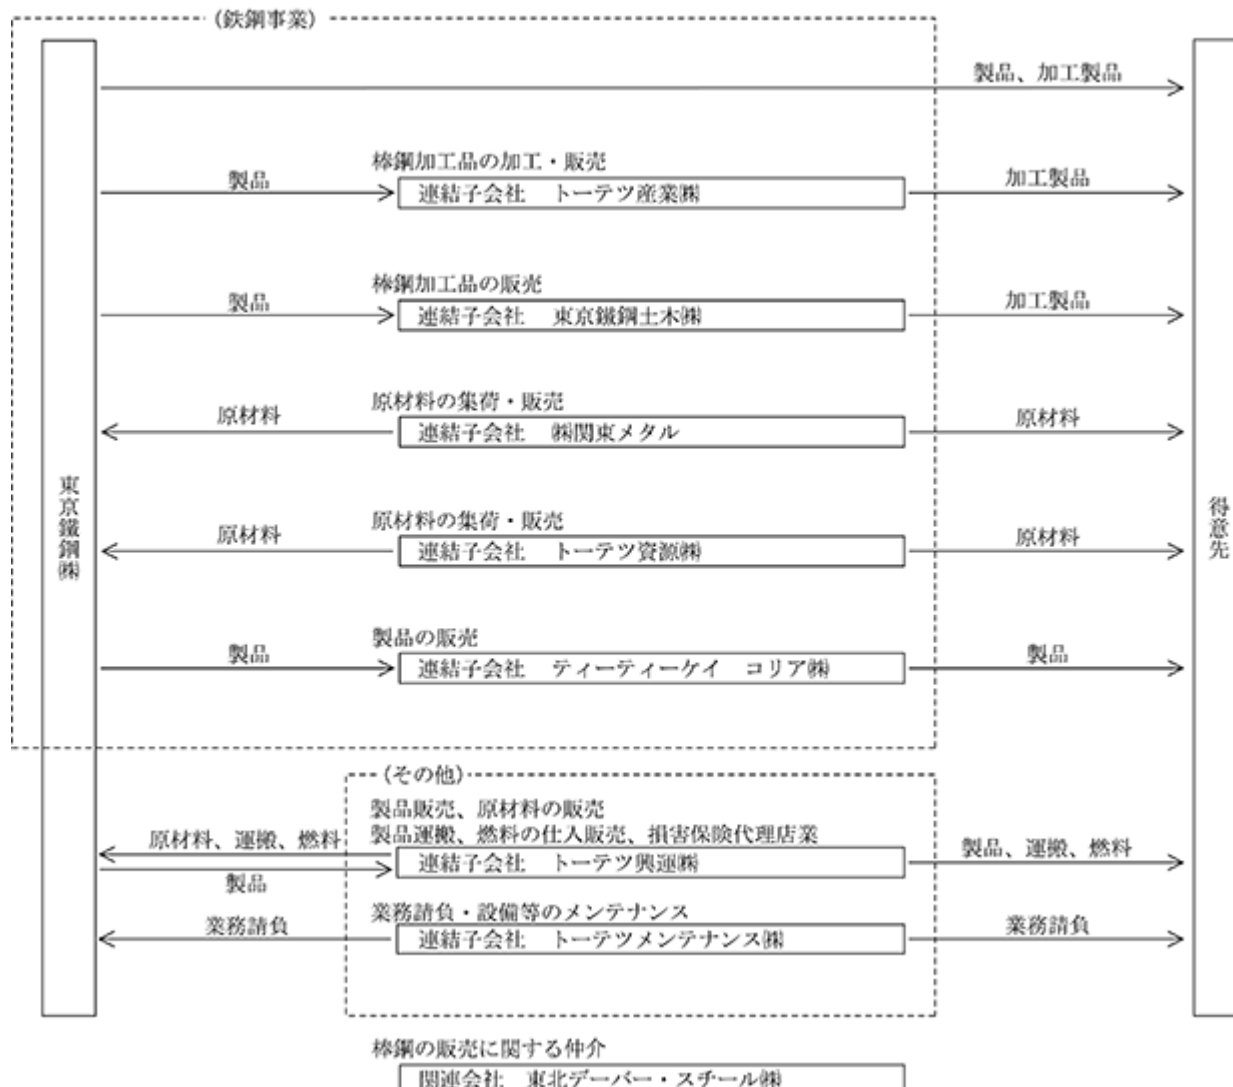 (鉄鋼事業)
製品、加工製品
棒鋼加工品の加工・販売
製品
連結子会社 トーテツ産業㈱
加工製品
棒鋼加工品の販売
製品
連結子会社 東京鐵鋼土木㈱
加工製品
原材料の集荷・販売
原材料
連結子会社 ㈱関東メタル
原材料
東京鐵鋼㈱
得意先
原材料の集荷・販売
原材料
連結子会社 トーテツ資源㈱
原材料
製品の販売
製品
連結子会社 ティーティーケイ コリア㈱
製品
(その他)
製品販売、原材料の販売
製品運搬、燃料の仕入販売、損害保険代理店業
原材料、運搬、燃料
連結子会社 トーテツ興運㈱
製品、運搬、燃料
製品
業務請負・設備等のメンテナンス
業務請負
連結子会社 トーテツメンテナンス㈱
業務請負
棒鋼の販売に関する仲介
関連会社 東北デーバー・スチール㈱